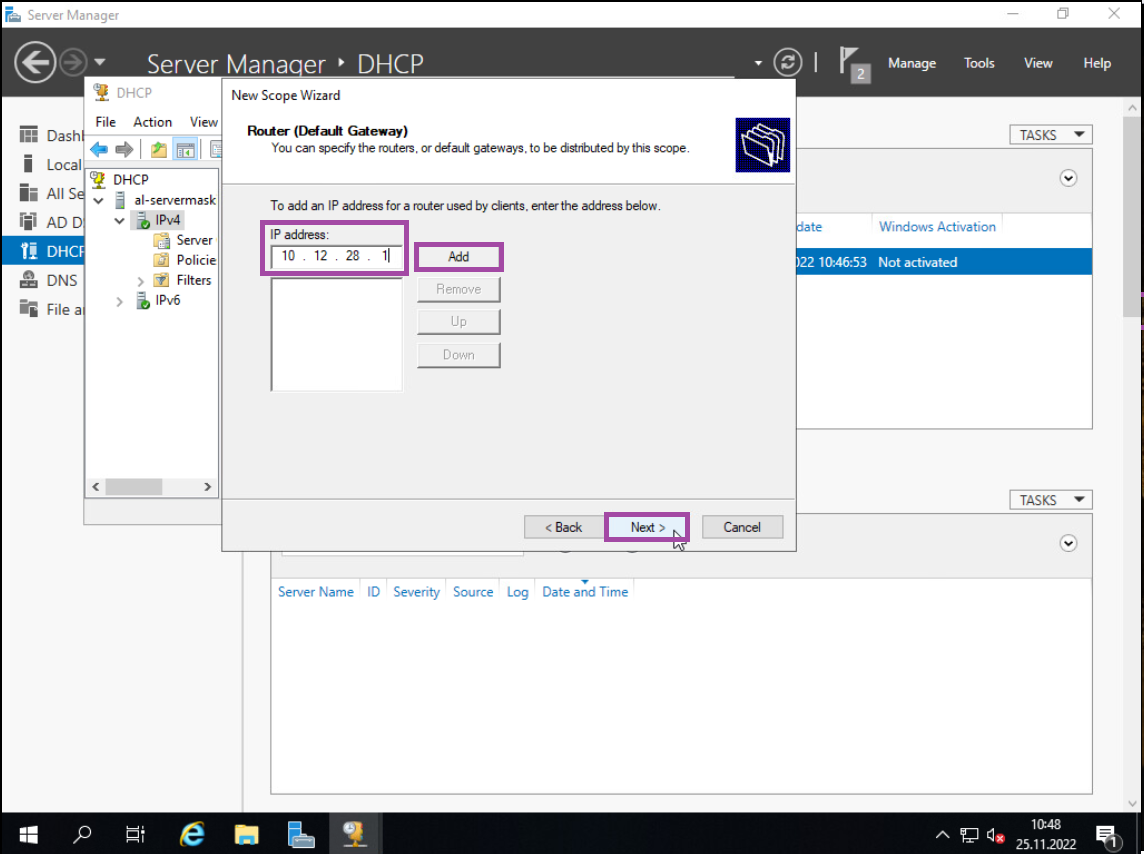 Server Manager
Server Manager ‣ DHCP
2
Manage
Tools
View
Help
DHCP
File
Action
View
New Scope Wizard
Router (Default Gateway)
You can specify the routers, or default gateways, to be distributed by this scope.
Dashb
Local
All Se
AD D
DHCP
DNS
File a
DHCP
al-servermask
IPv4
Server
Policie
Filters
IPv6
To add an IP address for a router used by clients, enter the address below.
IP address:
10 . 12 . 28 . 1
Add
Remove
Up
Down
< Back
Next >
Cancel
TASKS
date
Windows Activation
022 10:46:53
Not activated
TASKS
Server Name
ID
Severity
Source
Log
Date and Time
10:48
25.11.2022
1